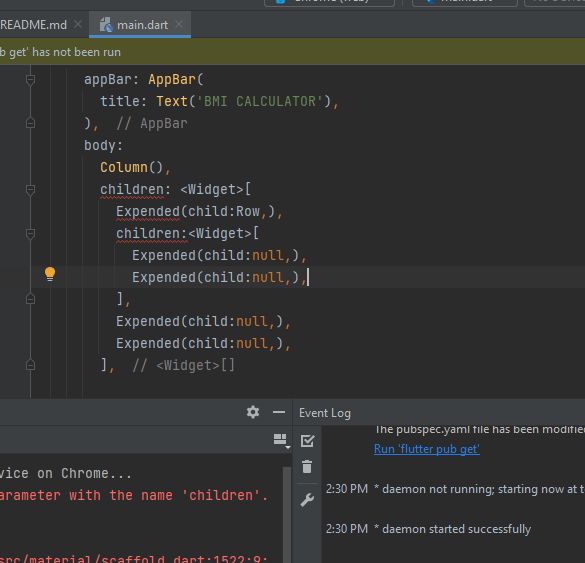 README.md × main.dart ×
b get' has not been run
appBar: AppBar(
title: Text('BMI CALCULATOR'),
), // AppBar
body:
Column(),
children: <Widget>[
Expended(child:Row,),
children:<Widget>[
Expended(child:null,),
Expended(child:null,),
],
Expended(child:null,),
Expended(child:null,),
], // <Widget>[]
Event Log
vice on Chrome...
arameter with the name 'children'.
src/material/scaffold.dart:1522:9:
The pubspec.yaml file has been modified
Run 'flutter pub get'
2:30 PM * daemon not running; starting now at t
2:30 PM * daemon started successfully